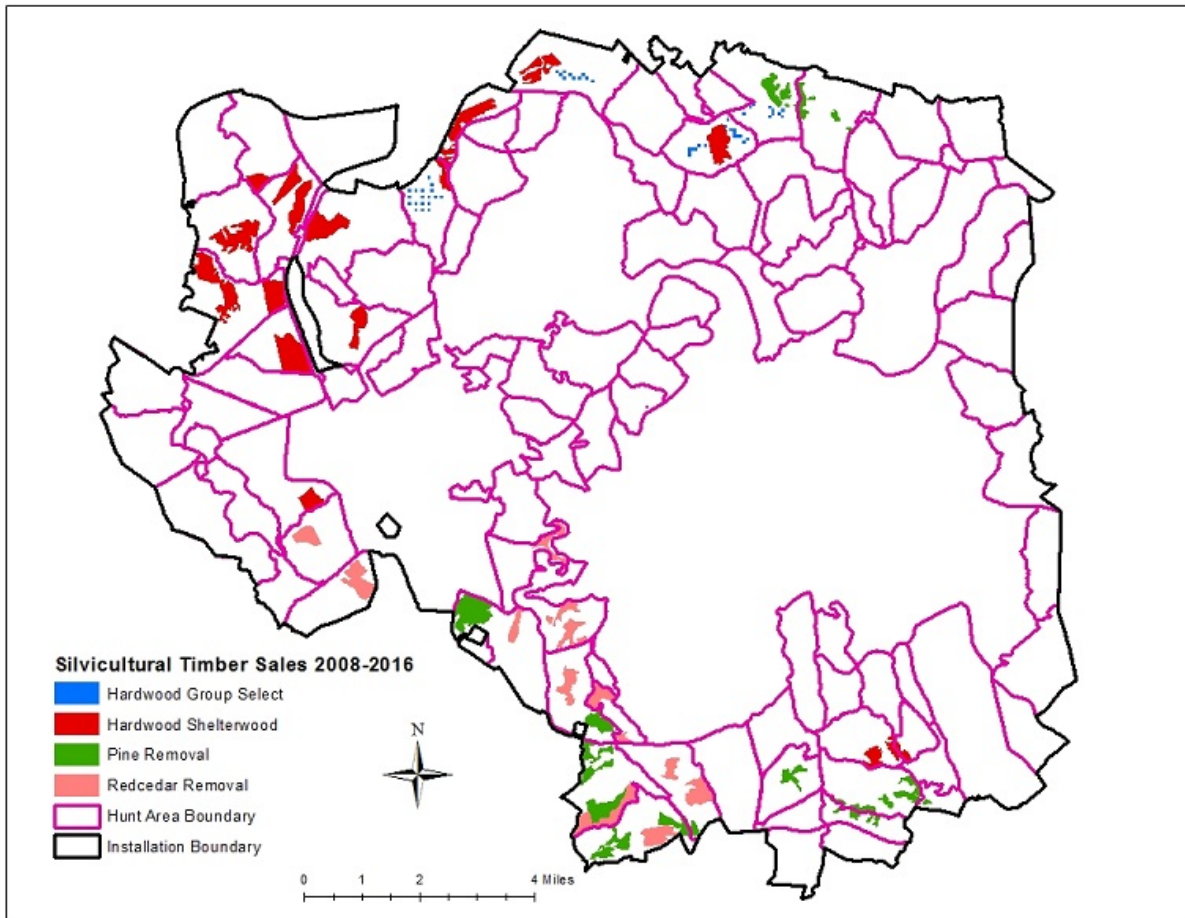 Silvicultural Timber Sales 2008-2016
Hardwood Group Select
Hardwood Shelterwood
Pine Removal
Redcedar Removal
Hunt Area Boundary
Installation Boundary
N
0 1 2 4 Miles